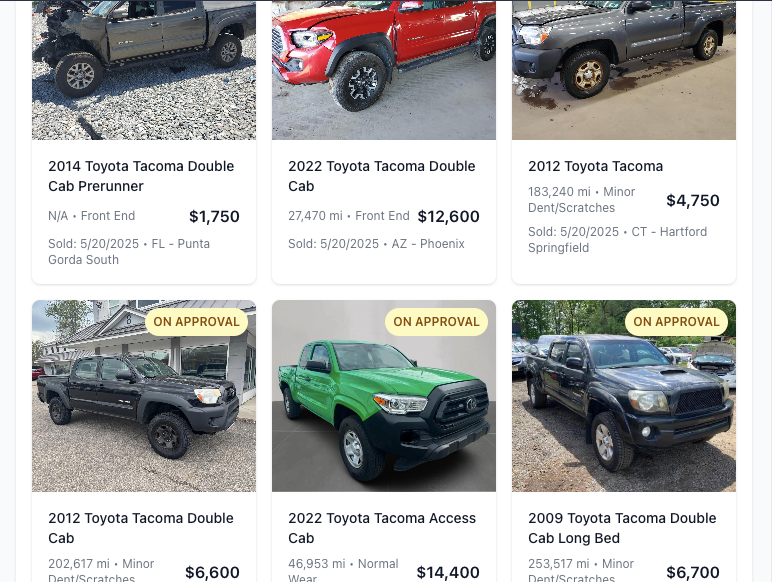 2014 Toyota Tacoma Double
Cab Prerunner
N/A • Front End
$1,750
Sold: 5/20/2025 • FL - Punta
Gorda South
2022 Toyota Tacoma Double
Cab
27,470 mi • Front End
$12,600
Sold: 5/20/2025 • AZ - Phoenix
2012 Toyota Tacoma
183,240 mi • Minor
Dent/Scratches
$4,750
Sold: 5/20/2025 • CT - Hartford
Springfield
ON APPROVAL
2012 Toyota Tacoma Double
Cab
202,617 mi • Minor
Dent/Scratches
$6,600
ON APPROVAL
2022 Toyota Tacoma Access
Cab
46,953 mi • Normal
Wear
$14,400
ON APPROVAL
2009 Toyota Tacoma Double
Cab Long Bed
253,517 mi • Minor
Dent/Scratches
$6,700